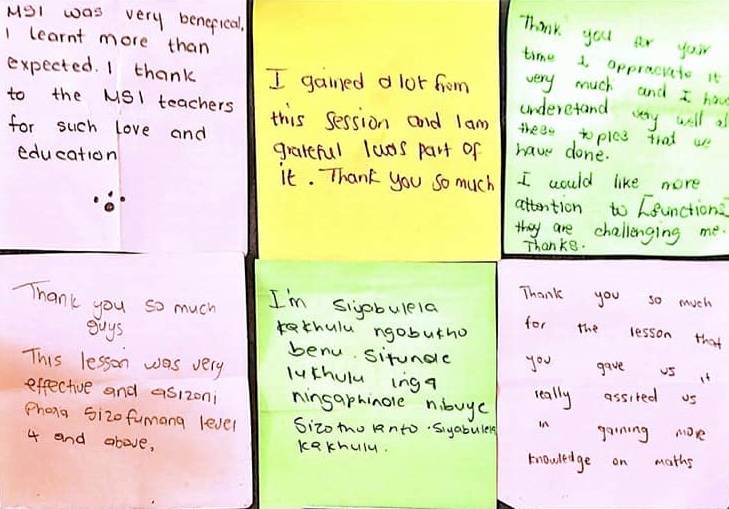 MSI was very benefical,
I learnt more than
expected. I thank
to the MSI teachers
for such love and
education
I gained a lot from
this session and I am
grateful I was part of
it. Thank you so much
Thank you for your
time I appreciate it
very much and I have
understand very well all
these topics that we
have done.
I would like more
attention to [functions]
they are challenging me.
Thanks.
Thank you so much
guys
This lesson was very
effective and asizoni
phana sizofumana level
4 and above,
I'm Siyabulela
kakhulu ngobukho
benu. Sifunde
lukhulu inga
ningaphinde nibuye
Sizothulanto. Siyabulela
kakhulu.
Thank you so much
for the lesson that
you gave us it
really assited us
in gaining more
knowledge on maths